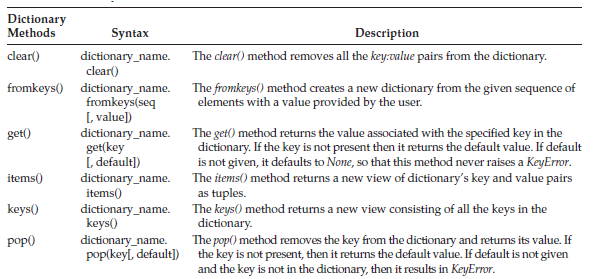 Dictionary
Methods Syntax Description
clear() dictionary_name. The clear() method removes all the key:value pairs from the dictionary.
clear()
fromkeys() dictionary_name. The fromkeys() method creates a new dictionary from the given sequence of
fromkeys(seq elements with a value provided by the user.
[, value])
get() dictionary_name. The get() method returns the value associated with the specified key in the
get(key dictionary. If the key is not present then it returns the default value. If default
[, default]) is not given, it defaults to None, so that this method never raises a KeyError.
items() dictionary_name. The items() method returns a new view of dictionary's key and value pairs
items() as tuples.
keys() dictionary_name. The keys() method returns a new view consisting of all the keys in the
keys() dictionary.
pop() dictionary_name. The pop() method removes the key from the dictionary and returns its value. If
pop(key[, default]) the key is not present, then it returns the default value. If default is not given
and the key is not in the dictionary, then it results in KeyError.